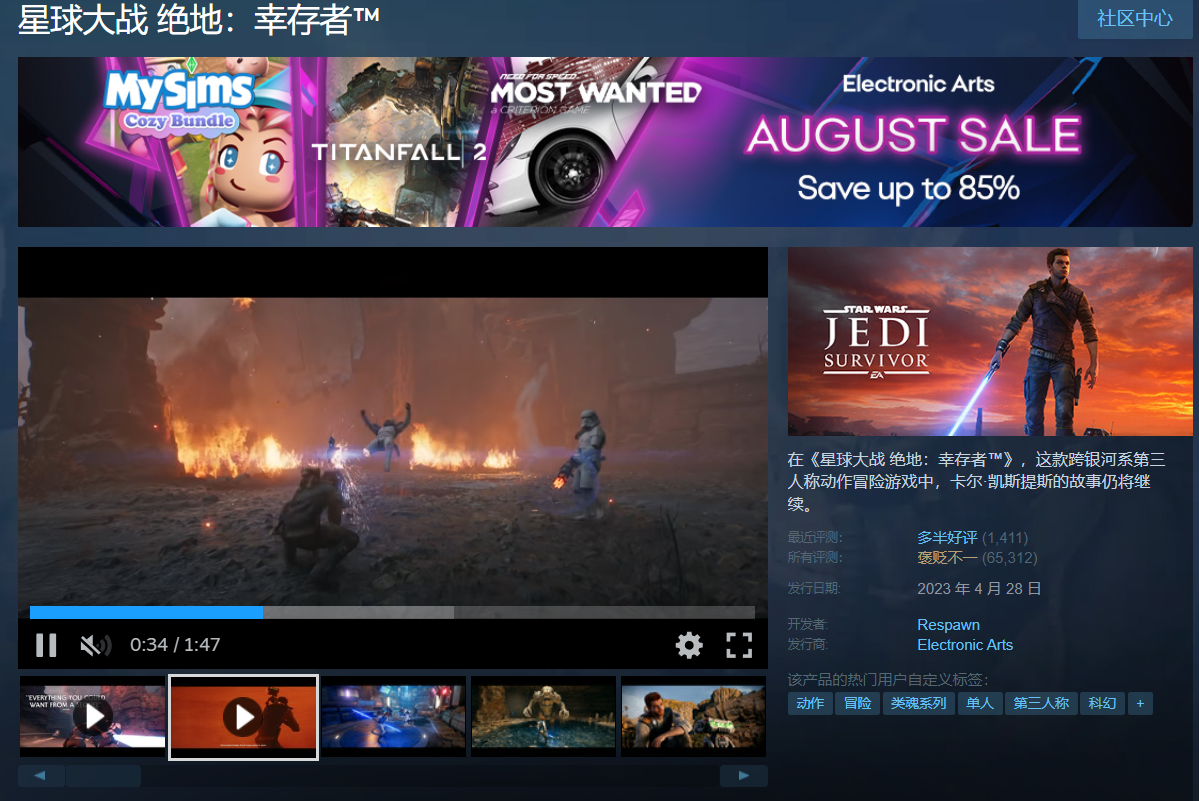 星球大战 绝地：幸存者™
社区中心
MySims
Cozy Bundle
TITANFALL 2
NEED FOR SPEED
MOST WANTED
A CRITERION GAME
Electronic Arts
AUGUST SALE
Save up to 85%
STAR WARS
JEDI
SURVIVOR
EA
在《星球大战 绝地：幸存者™》，这款跨银河系第三
人称动作冒险游戏中，卡尔·凯斯提斯的故事仍将继
续。
最近评测: 多半好评 (1,411)
所有评测: 褒贬不一 (65,312)
发行日期: 2023 年 4 月 28 日
开发者: Respawn
发行商: Electronic Arts
该产品的热门用户自定义标签：
动作 冒险 类魂系列 单人 第三人称 科幻 +
0:34 / 1:47
"EVERYTHING YOU COULD
WANT FROM A